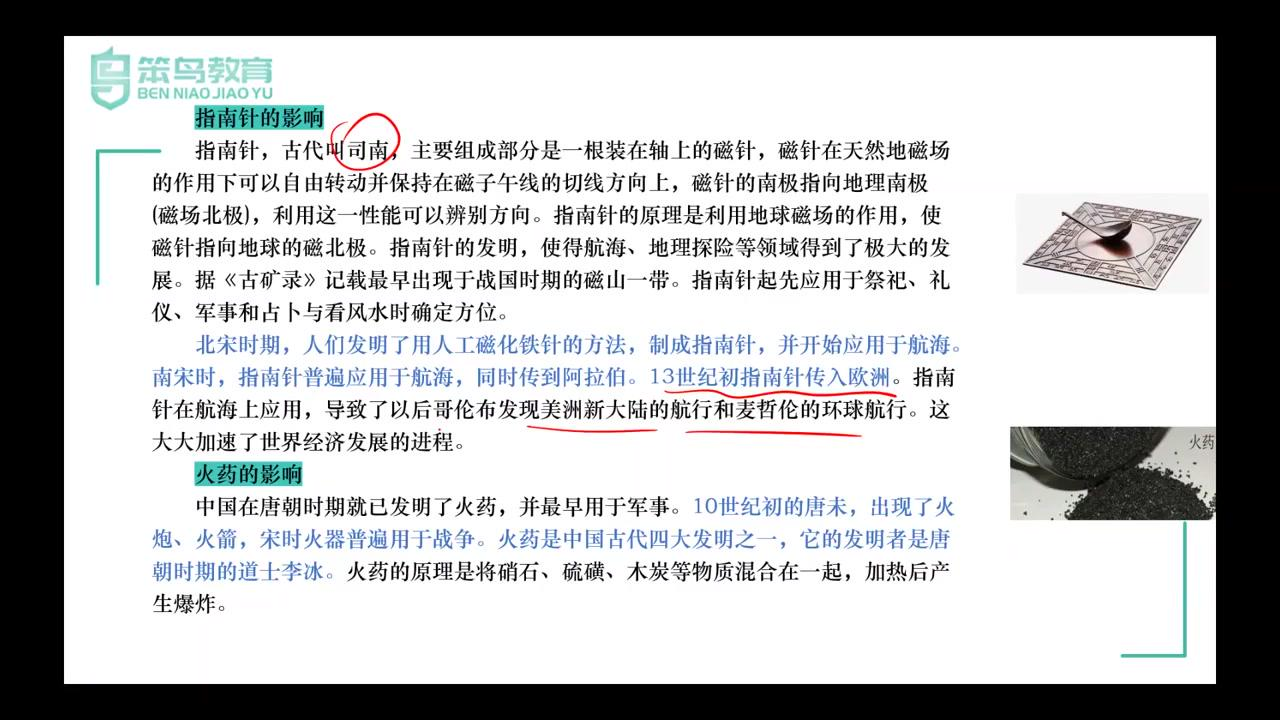 笨鸟教育
BEN NIAO JIAO YU
指南针的影响
指南针，古代叫司南，主要组成部分是一根装在轴上的磁针，磁针在天然地磁场
的作用下可以自由转动并保持在磁子午线的切线方向上，磁针的南极指向地理南极
(磁场北极)，利用这一性能可以辨别方向。指南针的原理是利用地球磁场的作用，使
磁针指向地球的磁北极。指南针的发明，使得航海、地理探险等领域得到了极大的发
展。据《古矿录》记载最早出现于战国时期的磁山一带。指南针起先应用于祭祀、礼
仪、军事和占卜与看风水时确定方位。
北宋时期，人们发明了用人工磁化铁针的方法，制成指南针，并开始应用于航海。
南宋时，指南针普遍应用于航海，同时传到阿拉伯。13世纪初指南针传入欧洲。指南
针在航海上应用，导致了以后哥伦布发现美洲新大陆的航行和麦哲伦的环球航行。这
大大加速了世界经济发展的进程。
火药的影响
中国在唐朝时期就已发明了火药，并最早用于军事。10世纪初的唐未，出现了火
炮、火箭，宋时火器普遍用于战争。火药是中国古代四大发明之一，它的发明者是唐
朝时期的道士李冰。火药的原理是将硝石、硫磺、木炭等物质混合在一起，加热后产
生爆炸。
火药